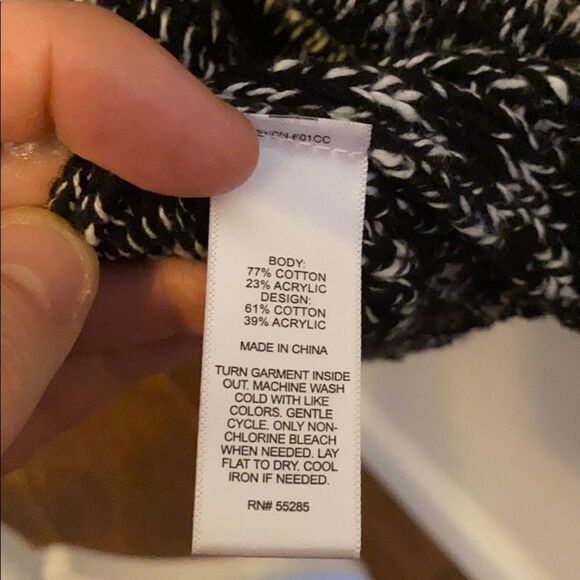 BODY:
77% COTTON
23% ACRYLIC
DESIGN:
61% COTTON
39% ACRYLIC
MADE IN CHINA
TURN GARMENT INSIDE
OUT. MACHINE WASH
COLD WITH LIKE
COLORS. GENTLE
CYCLE. ONLY NON-
CHLORINE BLEACH
WHEN NEEDED. LAY
FLAT TO DRY. COOL
IRON IF NEEDED.
RN# 55285